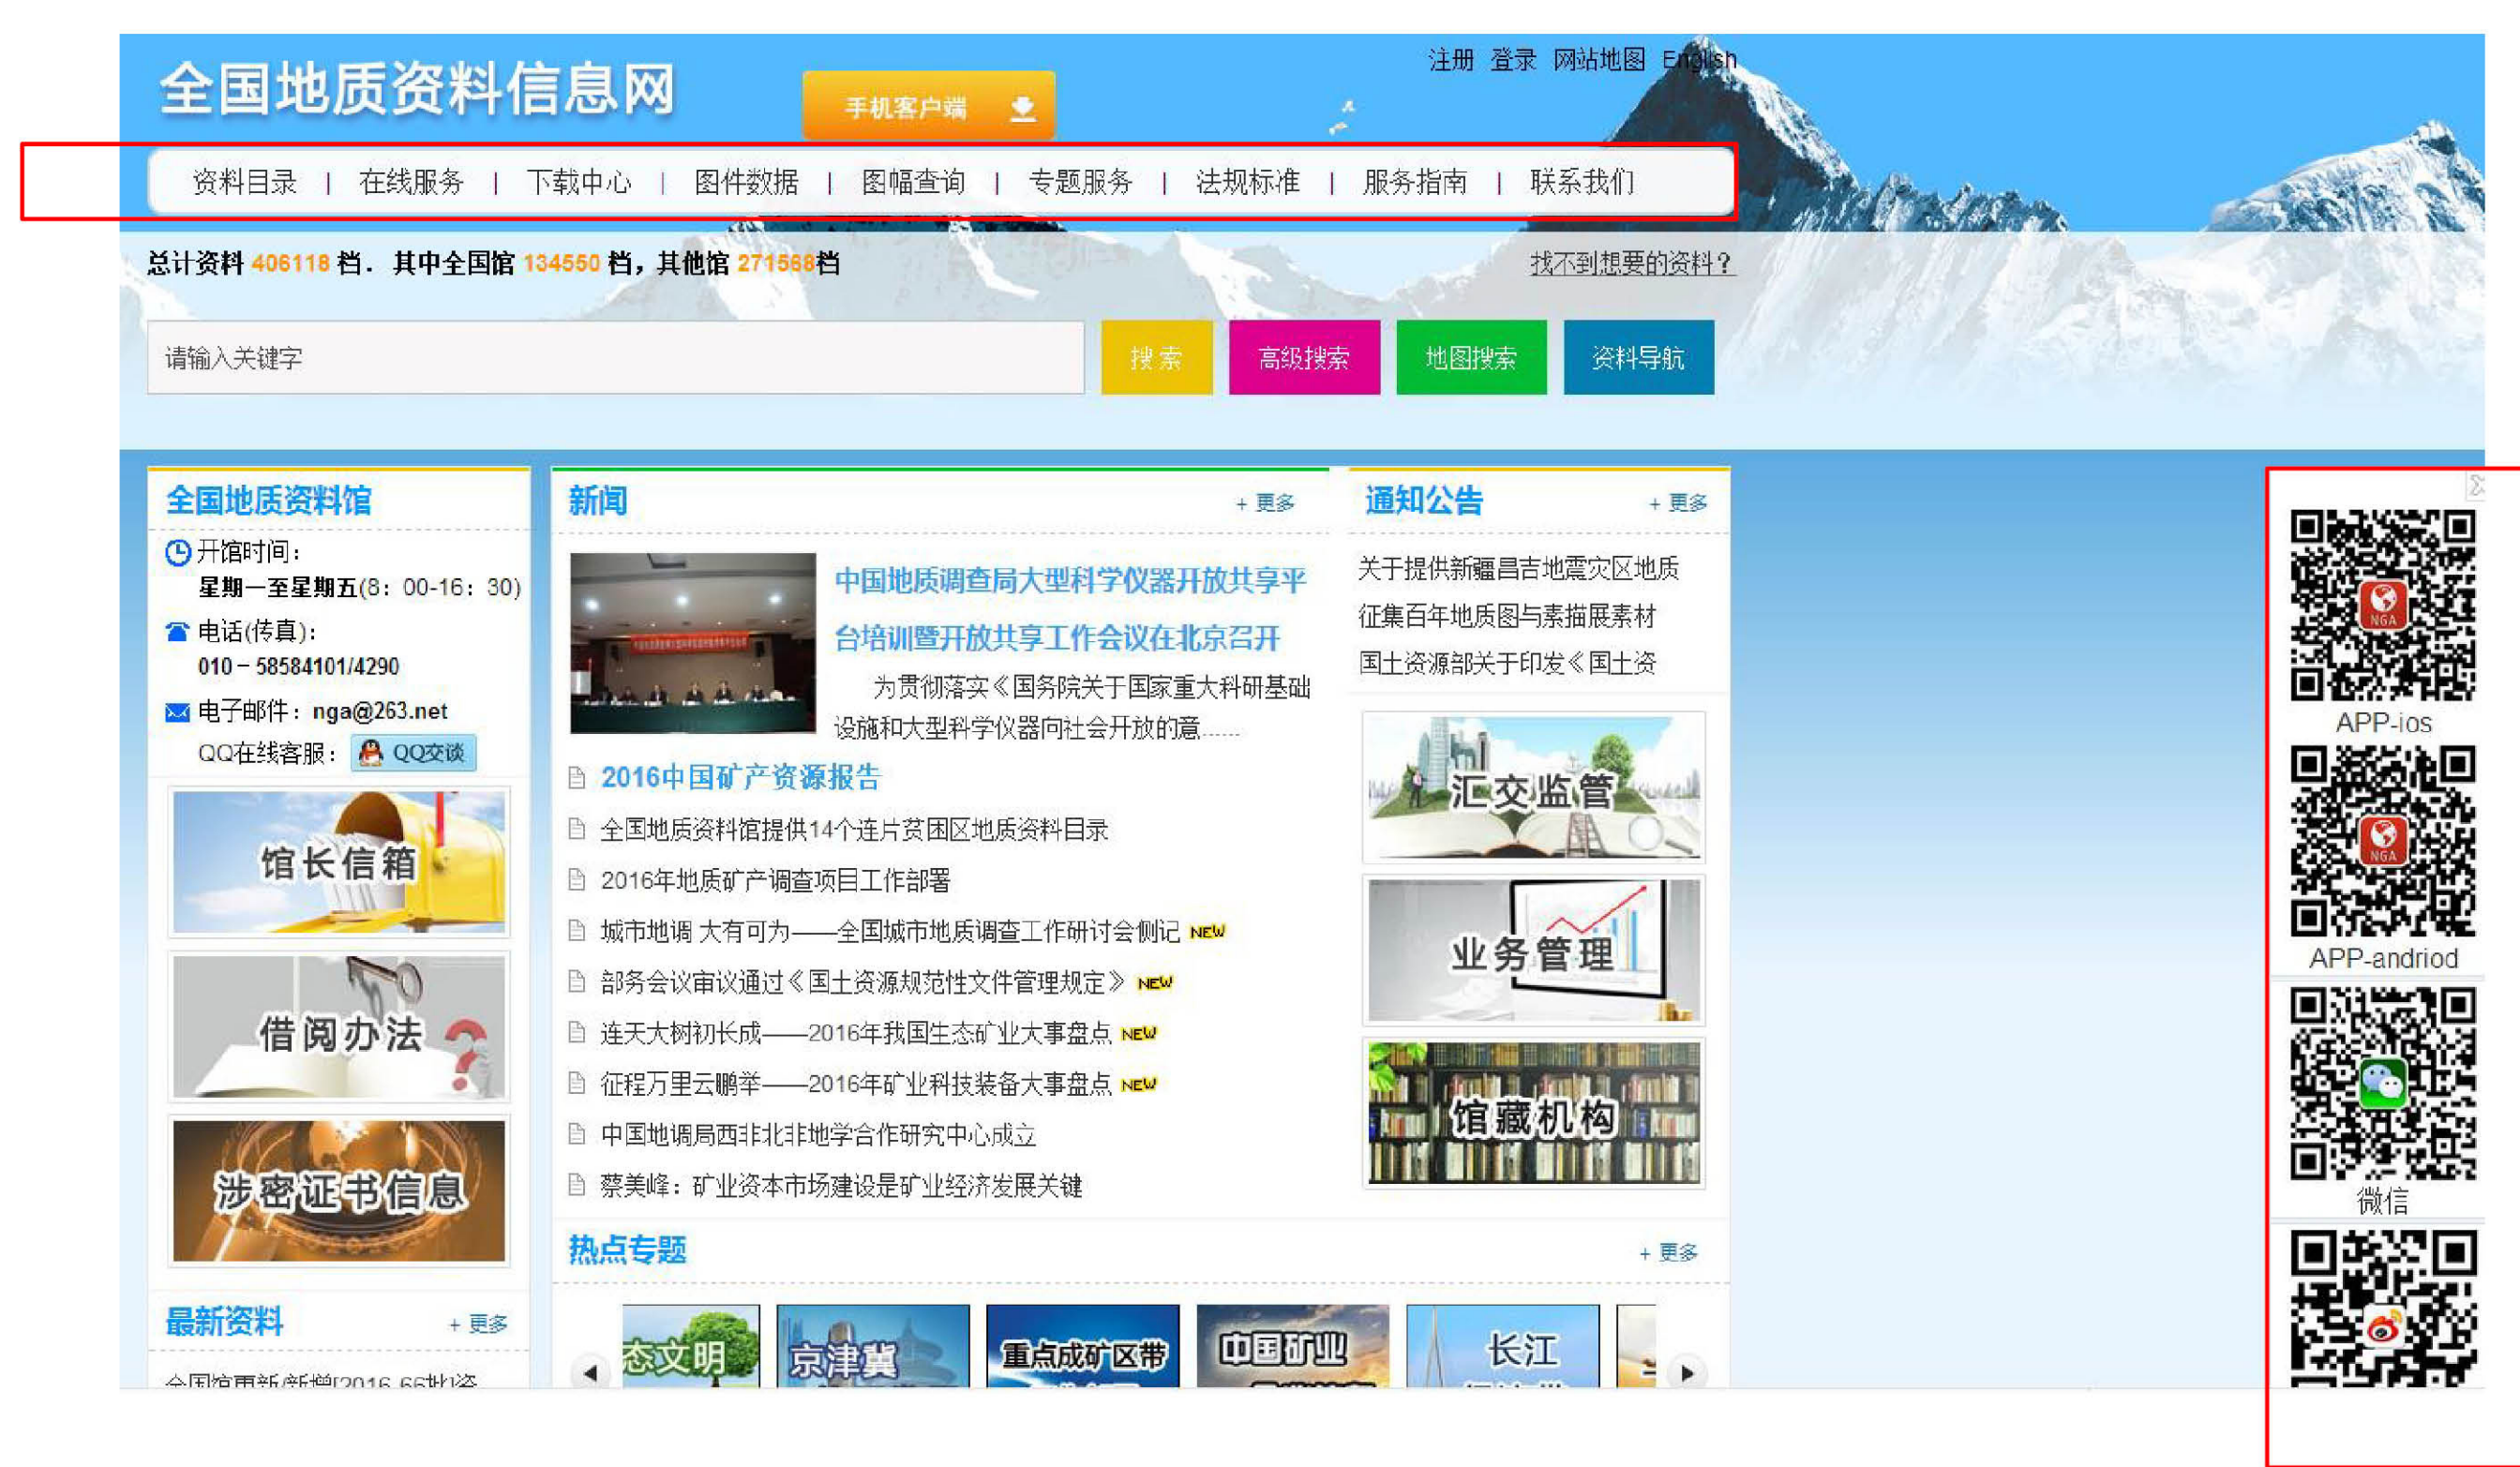 注册 登录 网站地图 English
全国地质资料信息网
手机客户端
资料目录 | 在线服务 | 下载中心 | 图件数据 | 图幅查询 | 专题服务 | 法规标准 | 服务指南 | 联系我们
总计资料 406118 档. 其中全国馆 134550 档，其他馆 271568档
找不到想要的资料？
请输入关键字
搜 索
高级搜索
地图搜索
资料导航
全国地质资料馆
开馆时间：
星期一至星期五(8：00-16：30)
电话(传真)：
010－58584101/4290
电子邮件：nga@263.net
QQ在线客服： QQ交谈
馆长信箱
借阅办法
涉密证书信息
最新资料
+ 更多
新闻
+ 更多
中国地质调查局大型科学仪器开放共享平
台培训暨开放共享工作会议在北京召开
为贯彻落实《国务院关于国家重大科研基础
设施和大型科学仪器向社会开放的意......
2016中国矿产资源报告
全国地质资料馆提供14个连片贫困区地质资料目录
2016年地质矿产调查项目工作部署
城市地调 大有可为——全国城市地质调查工作研讨会侧记 NEW
部务会议审议通过《国土资源规范性文件管理规定》 NEW
连天大树初长成——2016年我国生态矿业大事盘点 NEW
征程万里云鹏举——2016年矿业科技装备大事盘点 NEW
中国地调局西非北非地学合作研究中心成立
蔡美峰：矿业资本市场建设是矿业经济发展关键
热点专题
+ 更多
态文明
京津冀
重点成矿区带
中国矿业
长江
通知公告
+ 更多
关于提供新疆昌吉地震灾区地质
征集百年地质图与素描展素材
国土资源部关于印发《国土资
汇交监管
业务管理
馆藏机构
NGA
APP-ios
NGA
APP-andriod
微信